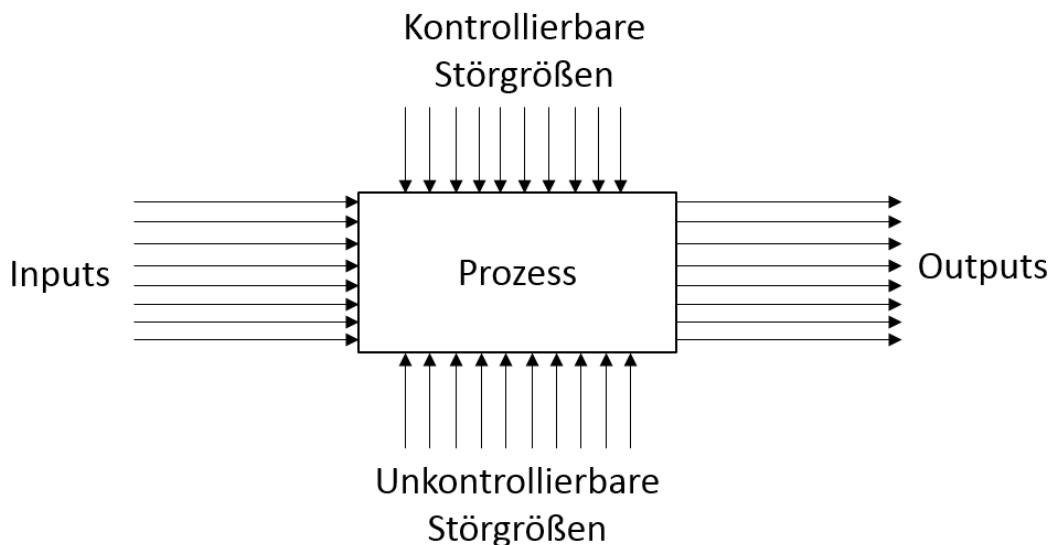 Kontrollierbare
Störgrößen
Inputs
Prozess
Outputs
Unkontrollierbare
Störgrößen